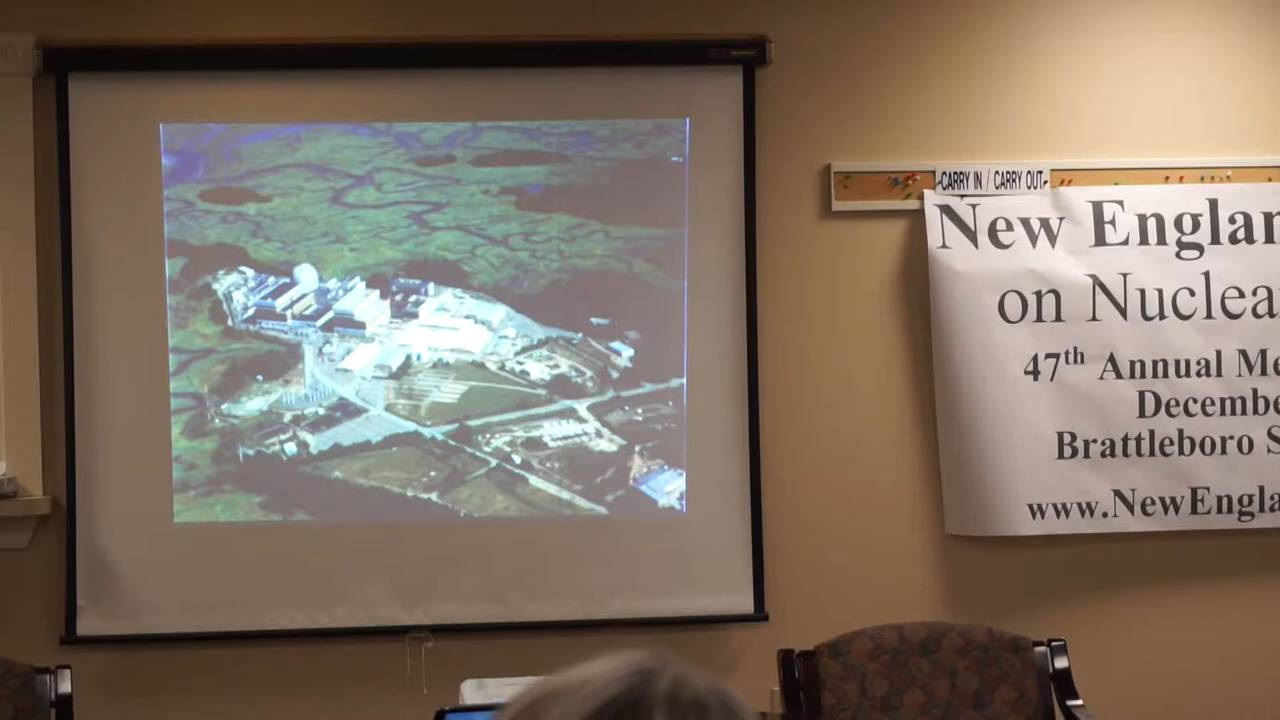 CARRY IN / CARRY OUT
New Englan
on Nuclea
47th Annual Me
Decembe
Brattleboro S
www.NewEngla